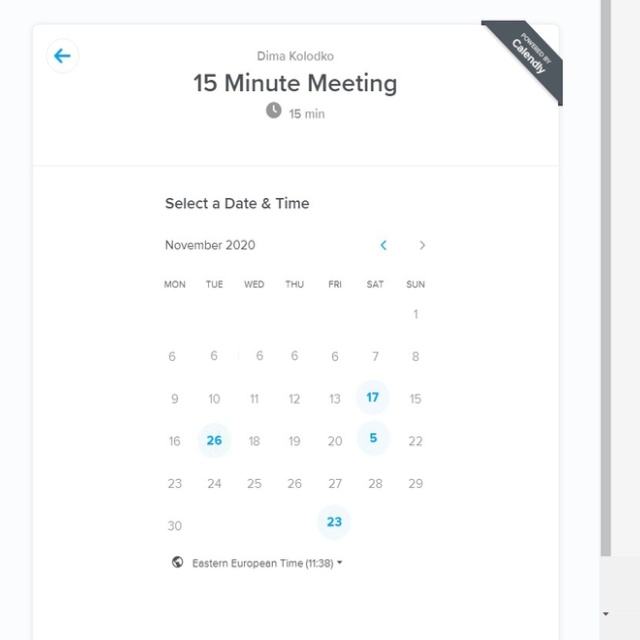 POWERED BY
Calendly
Dima Kolodko
15 Minute Meeting
15 min
Select a Date & Time
November 2020
MON TUE WED THU FRI SAT SUN
1
6 6 6 6 6 7 8
9 10 11 12 13 17 15
16 26 18 19 20 5 22
23 24 25 26 27 28 29
30 23
Eastern European Time (11:38)